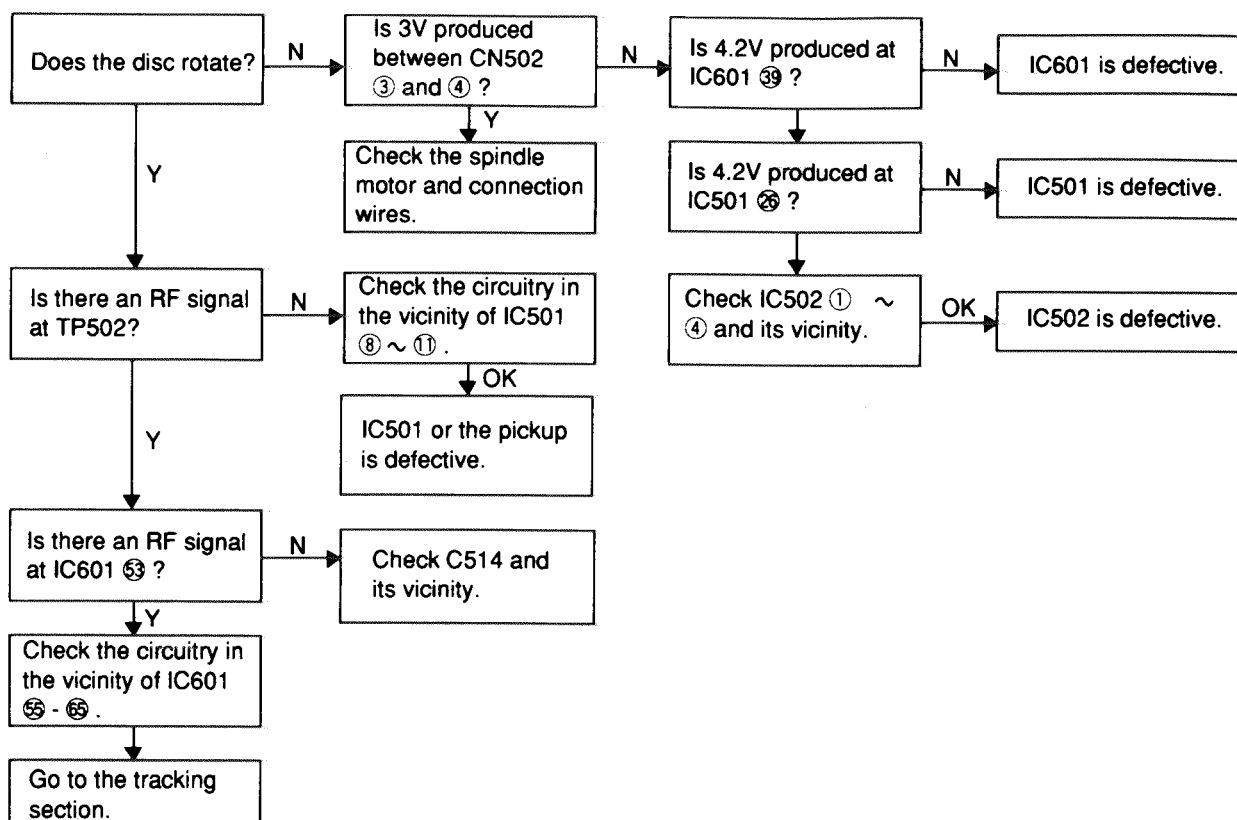 Does the disc rotate?
N
Is 3V produced
between CN502
③ and ④ ?
N
Is 4.2V produced at
IC601 ㊴ ?
N
IC601 is defective.
Y
Y
Check the spindle
motor and connection
wires.
Is 4.2V produced at
IC501 ㉖ ?
N
IC501 is defective.
Is there an RF signal
at TP502?
N
Check the circuitry in
the vicinity of IC501
⑧ ~ ⑪ .
Check IC502 ① ~
④ and its vicinity.
OK
IC502 is defective.
OK
IC501 or the pickup
is defective.
Y
Is there an RF signal
at IC601 53 ?
N
Check C514 and
its vicinity.
Y
Check the circuitry in
the vicinity of IC601
55 - 65 .
Go to the tracking
section.